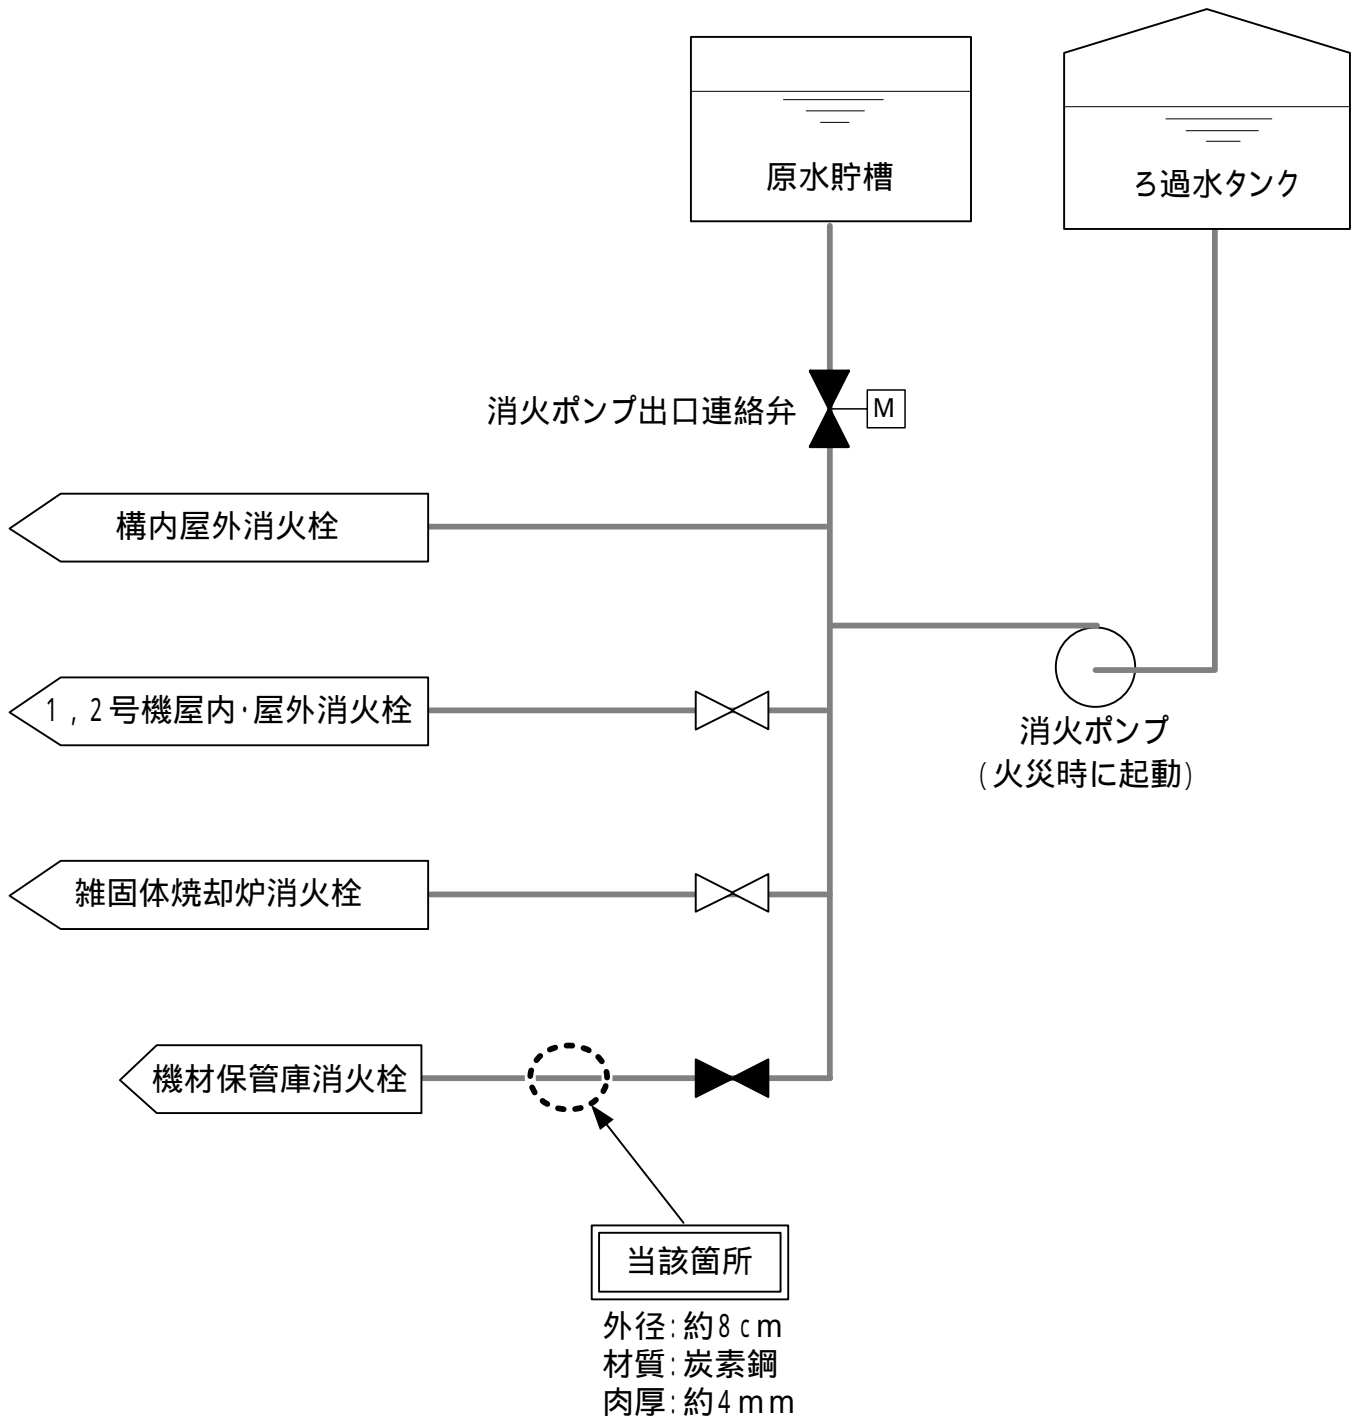 原水貯槽
ろ過水タンク
消火ポンプ出口連絡弁
M
構内屋外消火栓
1，2号機屋内・屋外消火栓
消火ポンプ
(火災時に起動)
雑固体焼却炉消火栓
機材保管庫消火栓
当該箇所
外径：約8cm
材質：炭素鋼
肉厚：約4mm